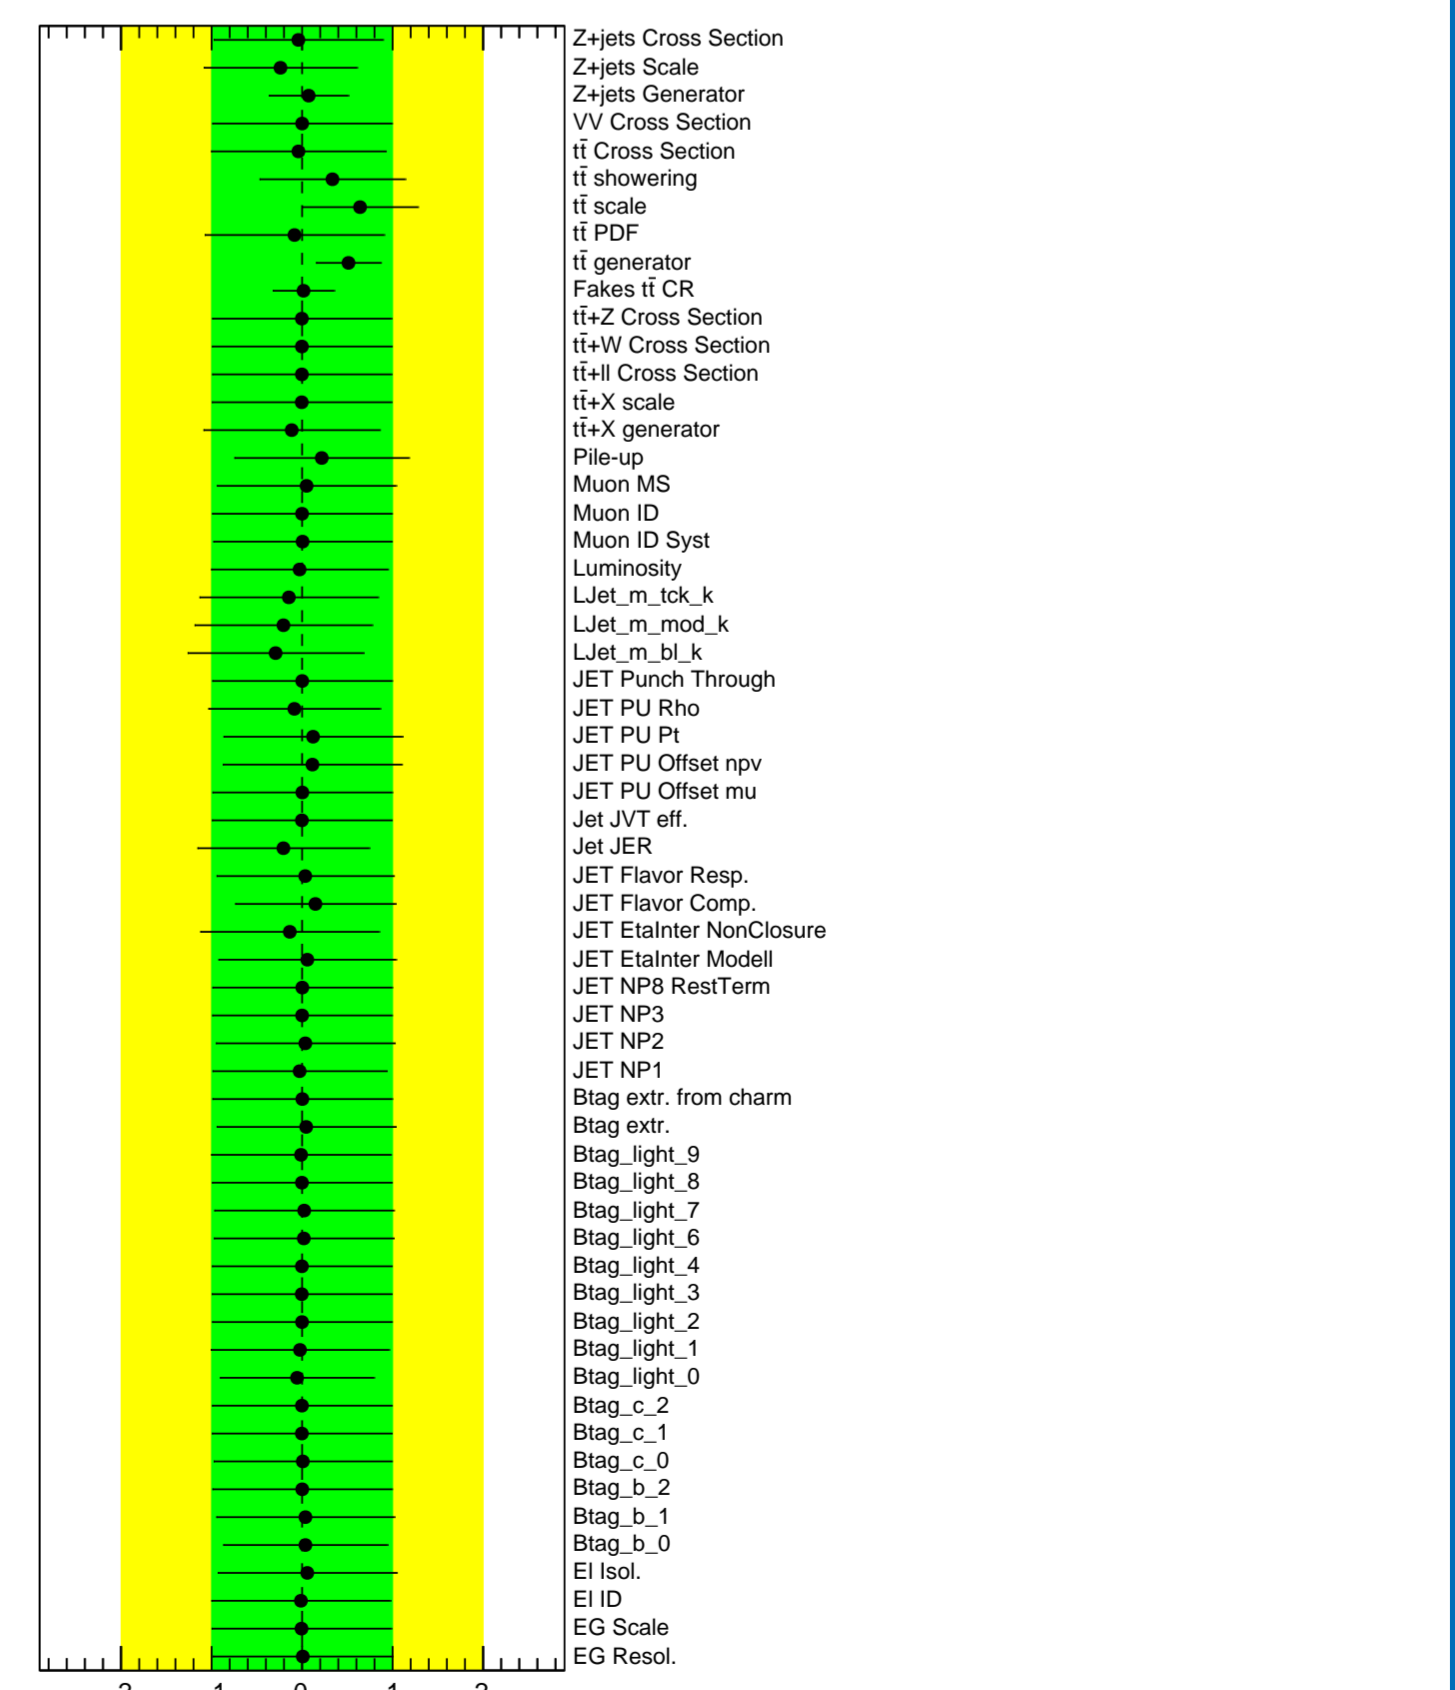 Z+jets Cross Section
Z+jets Scale
Z+jets Generator
VV Cross Section
tt̄ Cross Section
tt̄ showering
tt̄ scale
tt̄ PDF
tt̄ generator
Fakes tt̄ CR
tt̄+Z Cross Section
tt̄+W Cross Section
tt̄+ll Cross Section
tt̄+X scale
tt̄+X generator
Pile-up
Muon MS
Muon ID
Muon ID Syst
Luminosity
LJet_m_tck_k
LJet_m_mod_k
LJet_m_bl_k
JET Punch Through
JET PU Rho
JET PU Pt
JET PU Offset npv
JET PU Offset mu
Jet JVT eff.
Jet JER
JET Flavor Resp.
JET Flavor Comp.
JET EtaInter NonClosure
JET EtaInter Modell
JET NP8 RestTerm
JET NP3
JET NP2
JET NP1
Btag extr. from charm
Btag extr.
Btag_light_9
Btag_light_8
Btag_light_7
Btag_light_6
Btag_light_4
Btag_light_3
Btag_light_2
Btag_light_1
Btag_light_0
Btag_c_2
Btag_c_1
Btag_c_0
Btag_b_2
Btag_b_1
Btag_b_0
El Isol.
El ID
EG Scale
EG Resol.